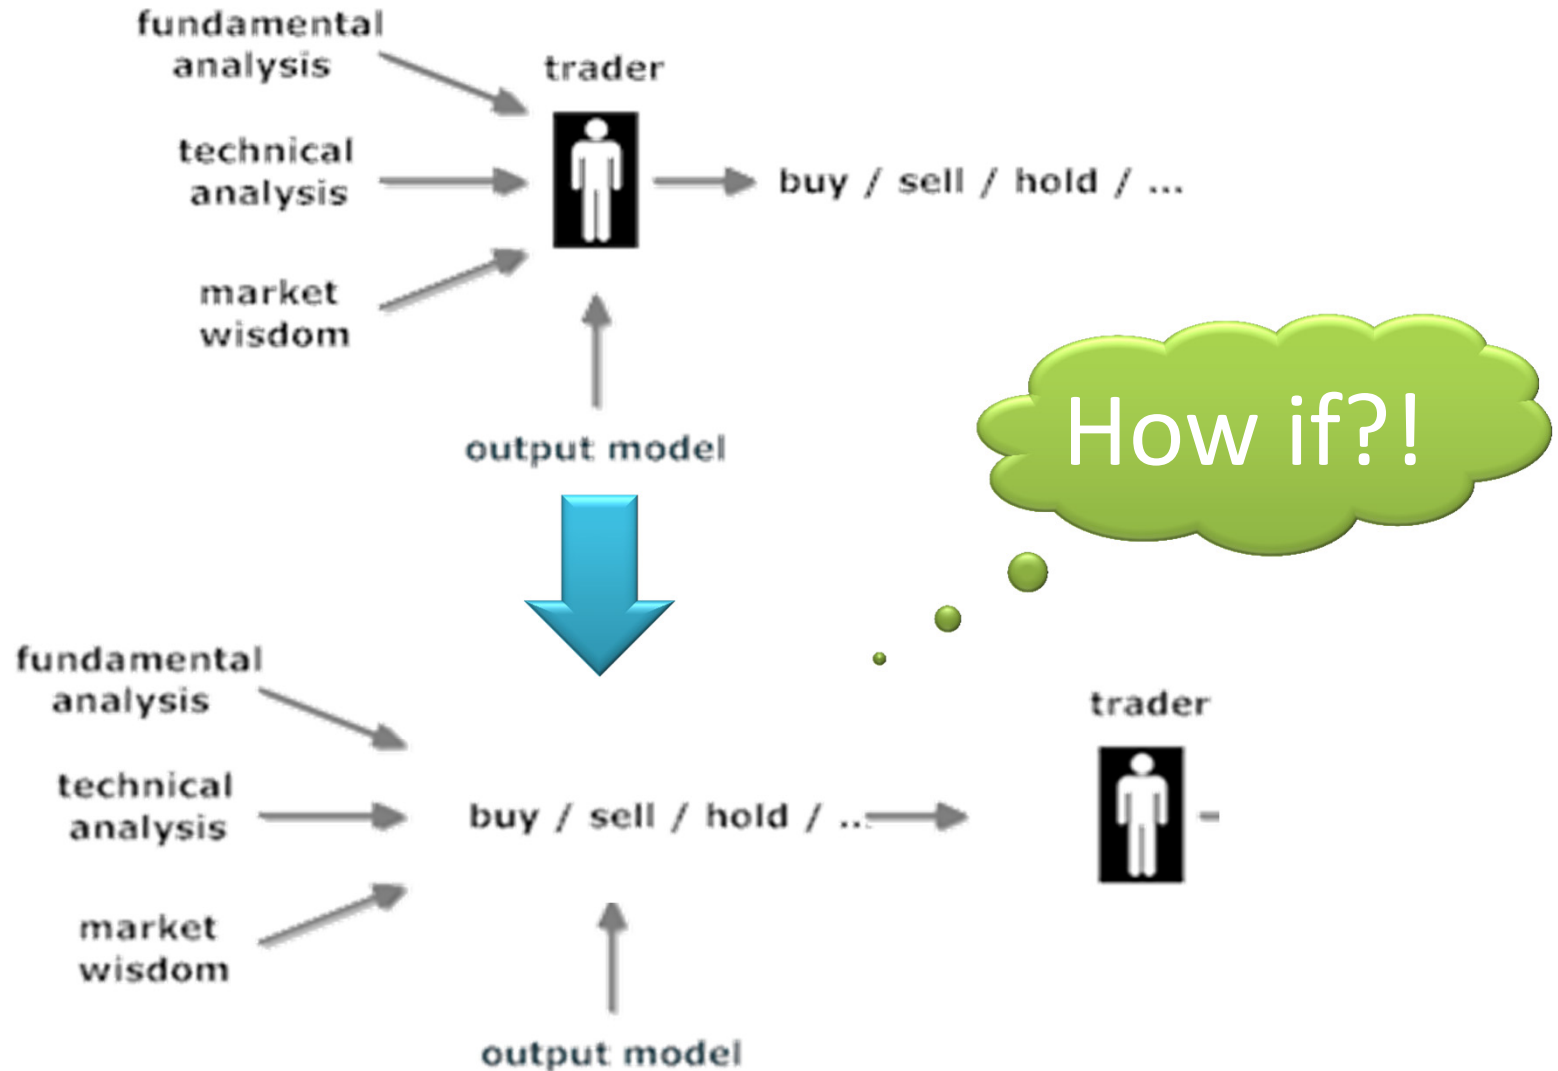 fundamental
analysis
trader
technical
analysis
buy / sell / hold / ...
market
wisdom
output model
How if?!
fundamental
analysis
trader
technical
analysis
buy / sell / hold / ...
market
wisdom
output model